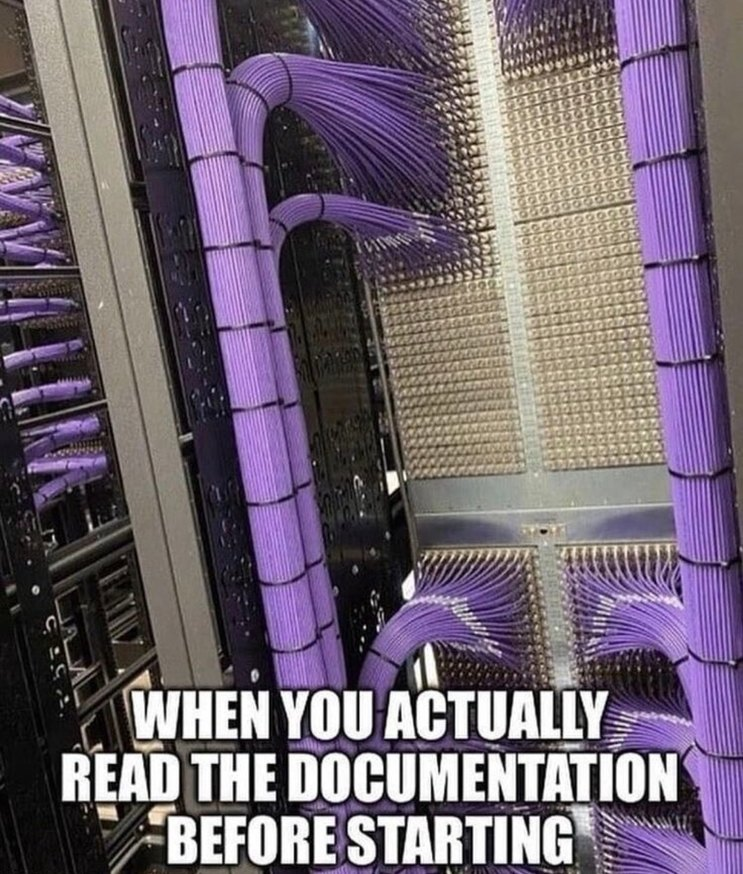 WHEN YOU ACTUALLY
READ THE DOCUMENTATION
BEFORE STARTING